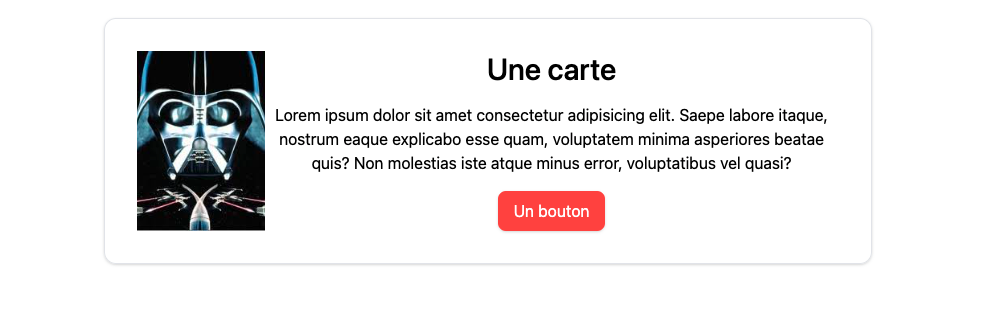 Une carte
Lorem ipsum dolor sit amet consectetur adipisicing elit. Saepe labore itaque,
nostrum eaque explicabo esse quam, voluptatem minima asperiores beatae
quis? Non molestias iste atque minus error, voluptatibus vel quasi?
Un bouton